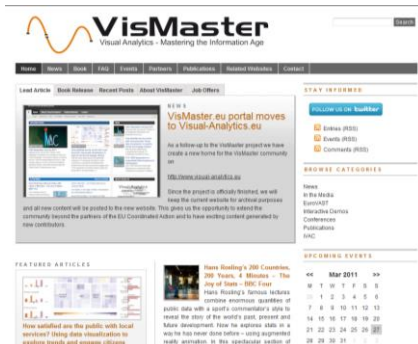 VisMaster
Visual Analytics - Mastering the Information Age
Search
Home News Book FAQ Events Partners Publications Related Websites Contact
Lead Article Book Release Recent Posts About VisMaster Job Offers
NEWS
VisMaster.eu portal moves
to Visual-Analytics.eu
As a follow-up to the VisMaster project we have
create a new home for the VisMaster community
on
http://www.visual-analytics.eu
Since the project is officially finished, we will
keep the current website for archival purposes
and all new content will be posted to the new website. This gives us the opportunity to extend the
community beyond the partners of the EU Coordinated Action and to have exciting content generated by
new contributors.
STAY INFORMED
FOLLOW US ON twitter
Entries (RSS)
Events (RSS)
Comments (RSS)
BROWSE CATEGORIES
News
In the Media
EuroVAST
Interactive Demos
Conferences
Publications
IVAC
UPCOMING EVENTS
<< Mar 2011 >>
M T W T F S S
1 2 3 4 5 6
7 8 9 10 11 12 13
14 15 16 17 18 19 20
21 22 23 24 25 26 27
28 29 30 31
FEATURED ARTICLES
How satisfied are the public with local
services? Using data visualization to
explore trends and engage citizens
Hans Rosling's 200 Countries,
200 Years, 4 Minutes - The
Joy of Stats - BBC Four
Hans Rosling's famous lectures
combine enormous quantities of
public data with a sport's commentator's style to
reveal the story of the world's past, present and
future development. Now he explores stats in a
way he has never done before - using augmented
reality animation. In this spectacular section of